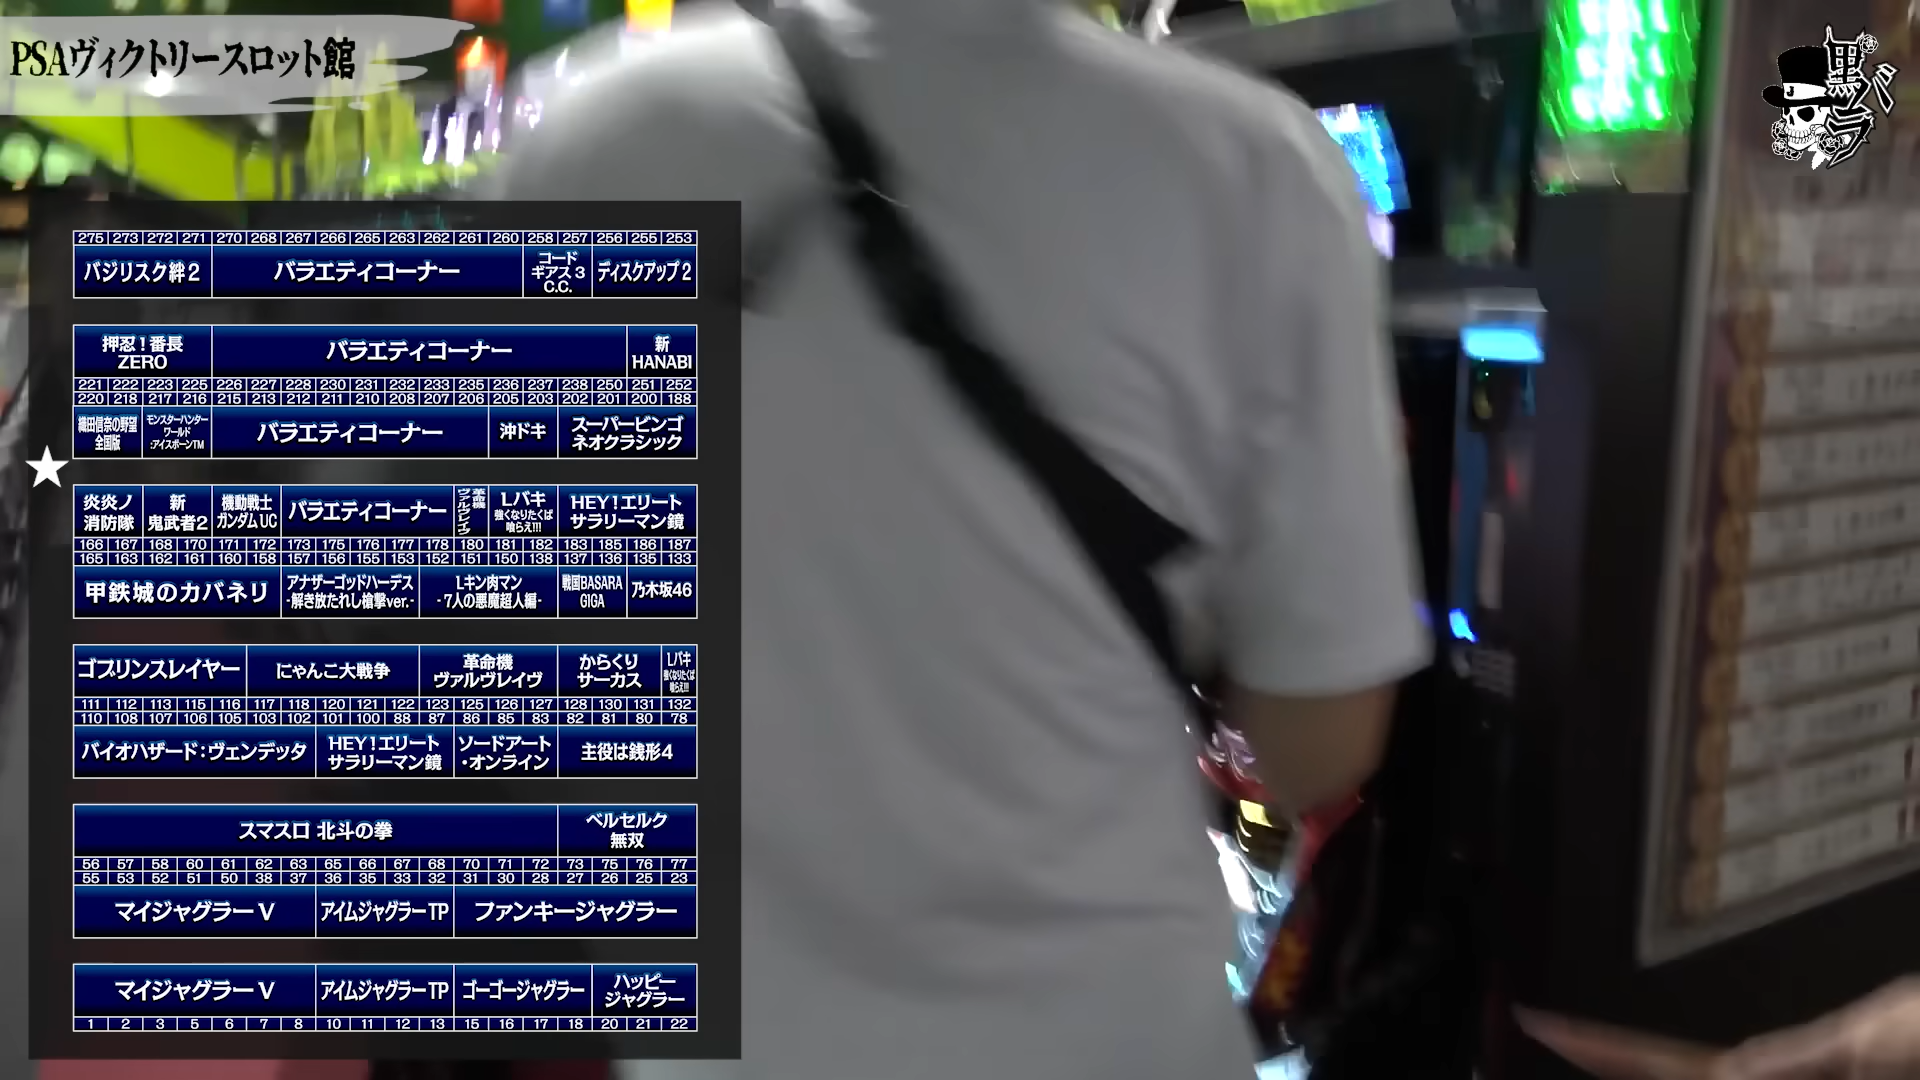 PSAヴィクトリースロット館
黒バラ
275 273 272 271 270 268 267 266 265 263 262 261 260 258 257 256 255 253
バジリスク絆2 バラエティコーナー コードギアス3 C.C. ディスクアップ2
押忍!番長ZERO バラエティコーナー 新HANABI
221 222 223 225 226 227 228 230 231 232 233 235 236 237 238 250 251 252
220 218 217 216 215 213 212 211 210 208 207 206 205 203 202 201 200 188
織田信奈の野望全国版 モンスターハンターワールド:アイスボーンTM バラエティコーナー 沖ドキ スーパービンゴネオクラシック
★
炎炎ノ消防隊 新鬼武者2 機動戦士ガンダムUC バラエティコーナー 革命機ヴァルヴレイヴ Lバキ強くなりたくば喰らえ!!! HEY!エリートサラリーマン鏡
166 167 168 170 171 172 173 175 176 177 178 180 181 182 183 185 186 187
165 163 162 161 160 158 157 156 155 153 152 151 150 138 137 136 135 133
甲鉄城のカバネリ アナザーゴッドハーデス-解き放たれし槍撃ver.- Lキン肉マン-7人の悪魔超人編- 戦国BASARA GIGA 乃木坂46
ゴブリンスレイヤー にゃんこ大戦争 革命機ヴァルヴレイヴ からくりサーカス Lバキ強くなりたくば喰らえ!!!
111 112 113 115 116 117 118 120 121 122 123 125 126 127 128 130 131 132
110 108 107 106 105 103 102 101 100 88 87 86 85 83 82 81 80 78
バイオハザード:ヴェンデッタ HEY!エリートサラリーマン鏡 ソードアート・オンライン 主役は銭形4
スマスロ 北斗の拳 ベルセルク無双
56 57 58 60 61 62 63 65 66 67 68 70 71 72 73 75 76 77
55 53 52 51 50 38 37 36 35 33 32 31 30 28 27 26 25 23
マイジャグラーV アイムジャグラーTP ファンキージャグラー
マイジャグラーV アイムジャグラーTP ゴーゴージャグラー ハッピージャグラー
1 2 3 5 6 7 8 10 11 12 13 15 16 17 18 20 21 22